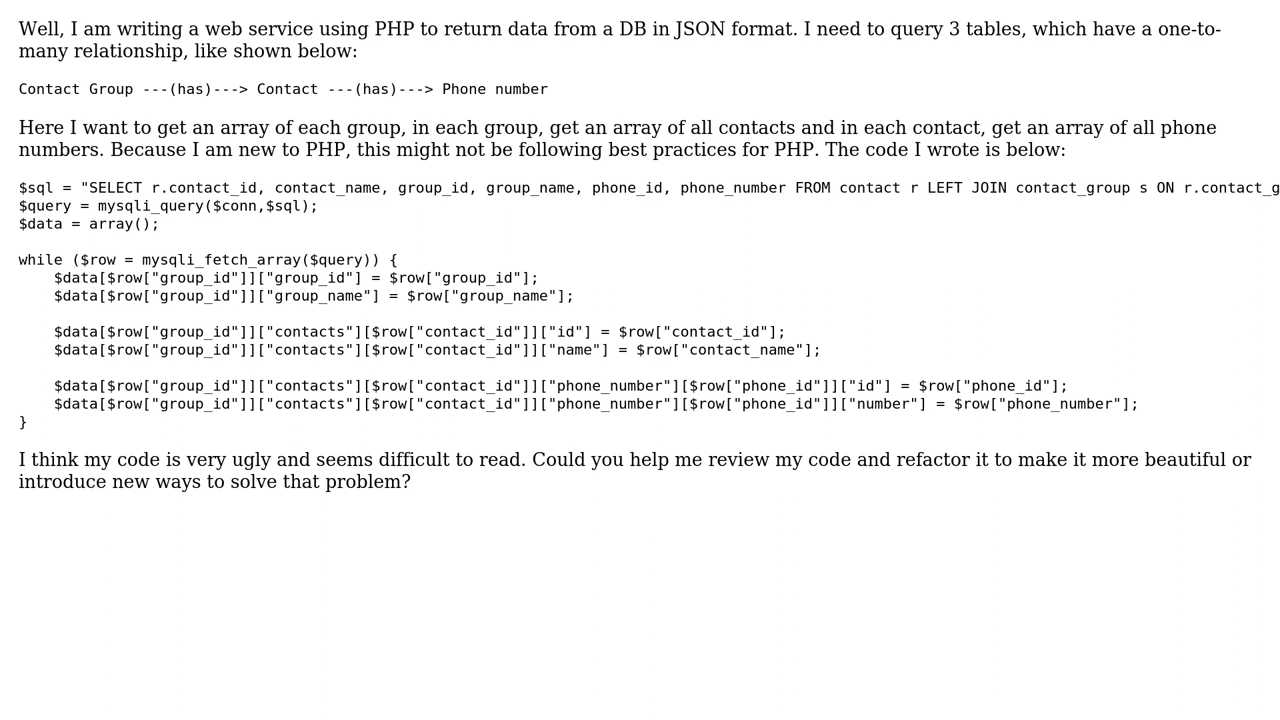 Well, I am writing a web service using PHP to return data from a DB in JSON format. I need to query 3 tables, which have a one-to-
many relationship, like shown below:
Contact Group ---(has)---> Contact ---(has)---> Phone number
Here I want to get an array of each group, in each group, get an array of all contacts and in each contact, get an array of all phone
numbers. Because I am new to PHP, this might not be following best practices for PHP. The code I wrote is below:
$sql = "SELECT r.contact_id, contact_name, group_id, group_name, phone_id, phone_number FROM contact r LEFT JOIN contact_group s ON r.contact_g
$query = mysqli_query($conn,$sql);
$data = array();
while ($row = mysqli_fetch_array($query)) {
    $data[$row["group_id"]]["group_id"] = $row["group_id"];
    $data[$row["group_id"]]["group_name"] = $row["group_name"];
    $data[$row["group_id"]]["contacts"][$row["contact_id"]]["id"] = $row["contact_id"];
    $data[$row["group_id"]]["contacts"][$row["contact_id"]]["name"] = $row["contact_name"];
    $data[$row["group_id"]]["contacts"][$row["contact_id"]]["phone_number"][$row["phone_id"]]["id"] = $row["phone_id"];
    $data[$row["group_id"]]["contacts"][$row["contact_id"]]["phone_number"][$row["phone_id"]]["number"] = $row["phone_number"];
}
I think my code is very ugly and seems difficult to read. Could you help me review my code and refactor it to make it more beautiful or
introduce new ways to solve that problem?